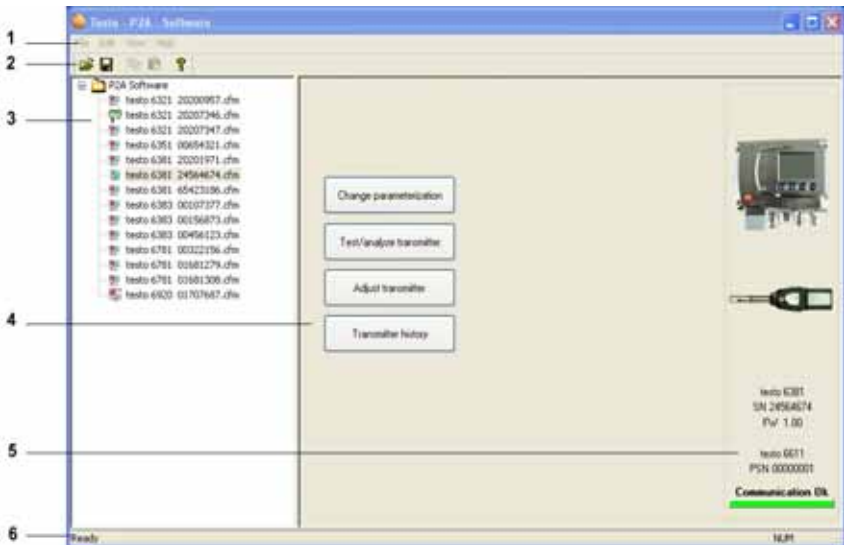 Testo - P2A - Software
1
File Edit View Help
2
3
P2A Software
testo 6321 20200957.cfm
testo 6321 20207346.cfm
testo 6321 20207347.cfm
testo 6351 00654321.cfm
testo 6381 20201971.cfm
testo 6381 24564674.cfm
testo 6381 65423186.cfm
testo 6383 00107377.cfm
testo 6383 00156873.cfm
testo 6383 00456123.cfm
testo 6781 00322156.cfm
testo 6781 01681279.cfm
testo 6781 01681308.cfm
testo 6920 01707687.cfm
Change parameterization
Test/analyze transmitter
Adjust transmitter
4
Transmitter history
testo 6381
SN 24564674
FW 1.00
5
testo 6611
PSN 00000001
Communication Ok
6
Ready
NUM